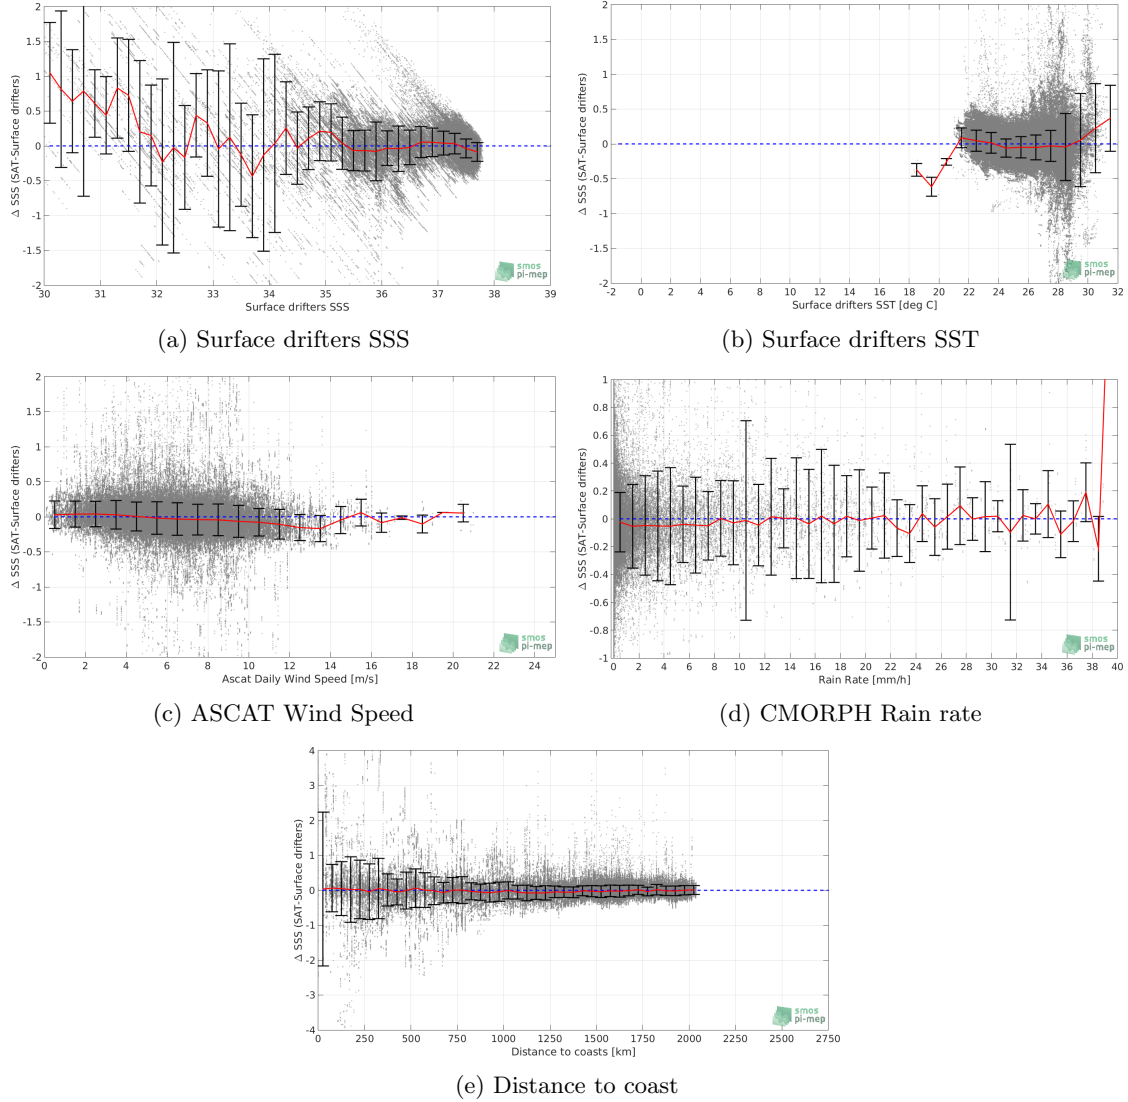 Δ SSS (SAT-Surface drifters)
2
1.5
1
0.5
0
-0.5
-1
-1.5
-2
30 31 32 33 34 35 36 37 38 39
Surface drifters SSS
smos
pi-mep
(a) Surface drifters SSS
Δ SSS (SAT-Surface drifters)
2
1.5
1
0.5
0
-0.5
-1
-1.5
-2
-2 0 2 4 6 8 10 12 14 16 18 20 22 24 26 28 30 32
Surface drifters SST [deg C]
smos
pi-mep
(b) Surface drifters SST
Δ SSS (SAT-Surface drifters)
2
1.5
1
0.5
0
-0.5
-1
-1.5
-2
0 2 4 6 8 10 12 14 16 18 20 22 24
Ascat Daily Wind Speed [m/s]
smos
pi-mep
(c) ASCAT Wind Speed
Δ SSS (SAT-Surface drifters)
1
0.8
0.6
0.4
0.2
0
-0.2
-0.4
-0.6
-0.8
-1
0 2 4 6 8 10 12 14 16 18 20 22 24 26 28 30 32 34 36 38 40
Rain Rate [mm/h]
smos
pi-mep
(d) CMORPH Rain rate
Δ SSS (SAT-Surface drifters)
4
3
2
1
0
-1
-2
-3
-4
0 250 500 750 1000 1250 1500 1750 2000 2250 2500 2750
Distance to coasts [km]
smos
pi-mep
(e) Distance to coast